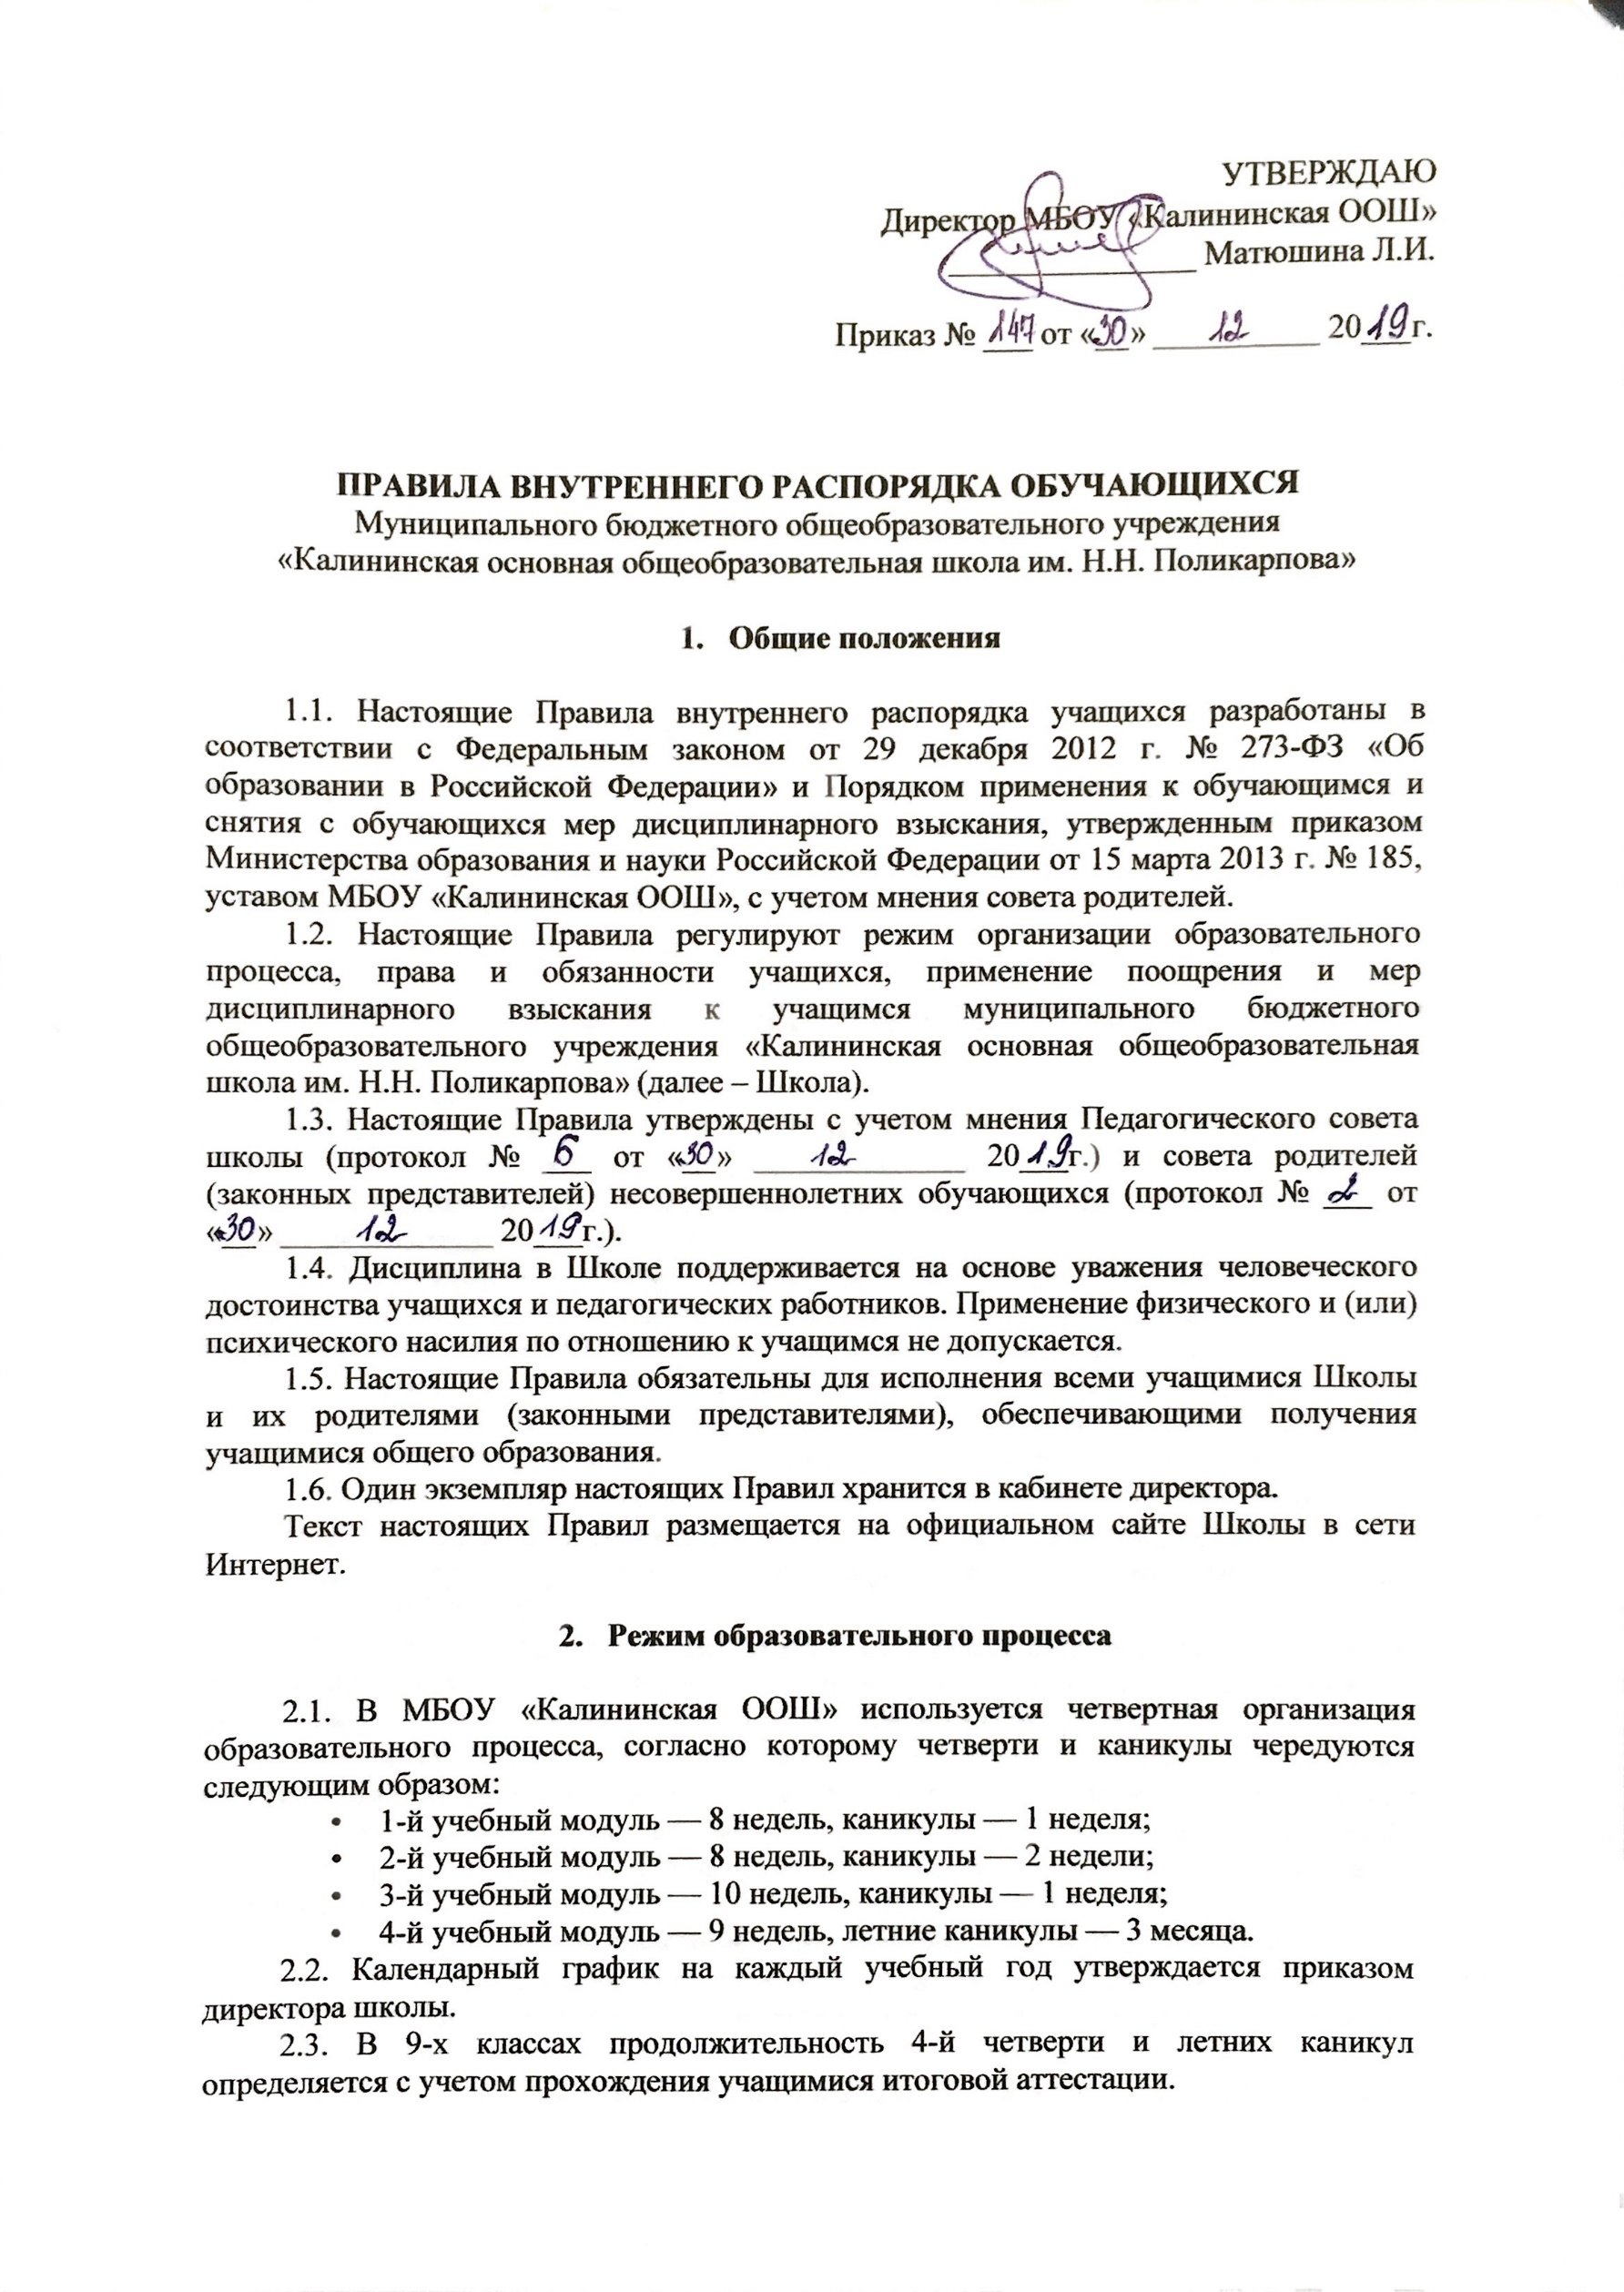 УТВЕРЖДАЮ
Директор МБОУ «Калининская ООШ»
Матюшина Л.И.
Приказ № 147 от «30» 12 2019г.
ПРАВИЛА ВНУТРЕННЕГО РАСПОРЯДКА ОБУЧАЮЩИХСЯ
Муниципального бюджетного общеобразовательного учреждения
«Калининская основная общеобразовательная школа им. Н.Н. Поликарпова»
1. Общие положения
1.1. Настоящие Правила внутреннего распорядка учащихся разработаны в
соответствии с Федеральным законом от 29 декабря 2012 г. № 273-ФЗ «Об
образовании в Российской Федерации» и Порядком применения к обучающимся и
снятия с обучающихся мер дисциплинарного взыскания, утвержденным приказом
Министерства образования и науки Российской Федерации от 15 марта 2013 г. № 185,
уставом МБОУ «Калининская ООШ», с учетом мнения совета родителей.
1.2. Настоящие Правила регулируют режим организации образовательного
процесса, права и обязанности учащихся, применение поощрения и мер
дисциплинарного взыскания к учащимся муниципального бюджетного
общеобразовательного учреждения «Калининская основная общеобразовательная
школа им. Н.Н. Поликарпова» (далее – Школа).
1.3. Настоящие Правила утверждены с учетом мнения Педагогического совета
школы (протокол № 6 от «30» 12 2019г.) и совета родителей
(законных представителей) несовершеннолетних обучающихся (протокол № 2 от
«30» 12 2019г.).
1.4. Дисциплина в Школе поддерживается на основе уважения человеческого
достоинства учащихся и педагогических работников. Применение физического и (или)
психического насилия по отношению к учащимся не допускается.
1.5. Настоящие Правила обязательны для исполнения всеми учащимися Школы
и их родителями (законными представителями), обеспечивающими получения
учащимися общего образования.
1.6. Один экземпляр настоящих Правил хранится в кабинете директора.
Текст настоящих Правил размещается на официальном сайте Школы в сети
Интернет.
2. Режим образовательного процесса
2.1. В МБОУ «Калининская ООШ» используется четвертная организация
образовательного процесса, согласно которому четверти и каникулы чередуются
следующим образом:
• 1-й учебный модуль — 8 недель, каникулы — 1 неделя;
• 2-й учебный модуль — 8 недель, каникулы — 2 недели;
• 3-й учебный модуль — 10 недель, каникулы — 1 неделя;
• 4-й учебный модуль — 9 недель, летние каникулы — 3 месяца.
2.2. Календарный график на каждый учебный год утверждается приказом
директора школы.
2.3. В 9-х классах продолжительность 4-й четверти и летних каникул
определяется с учетом прохождения учащимися итоговой аттестации.